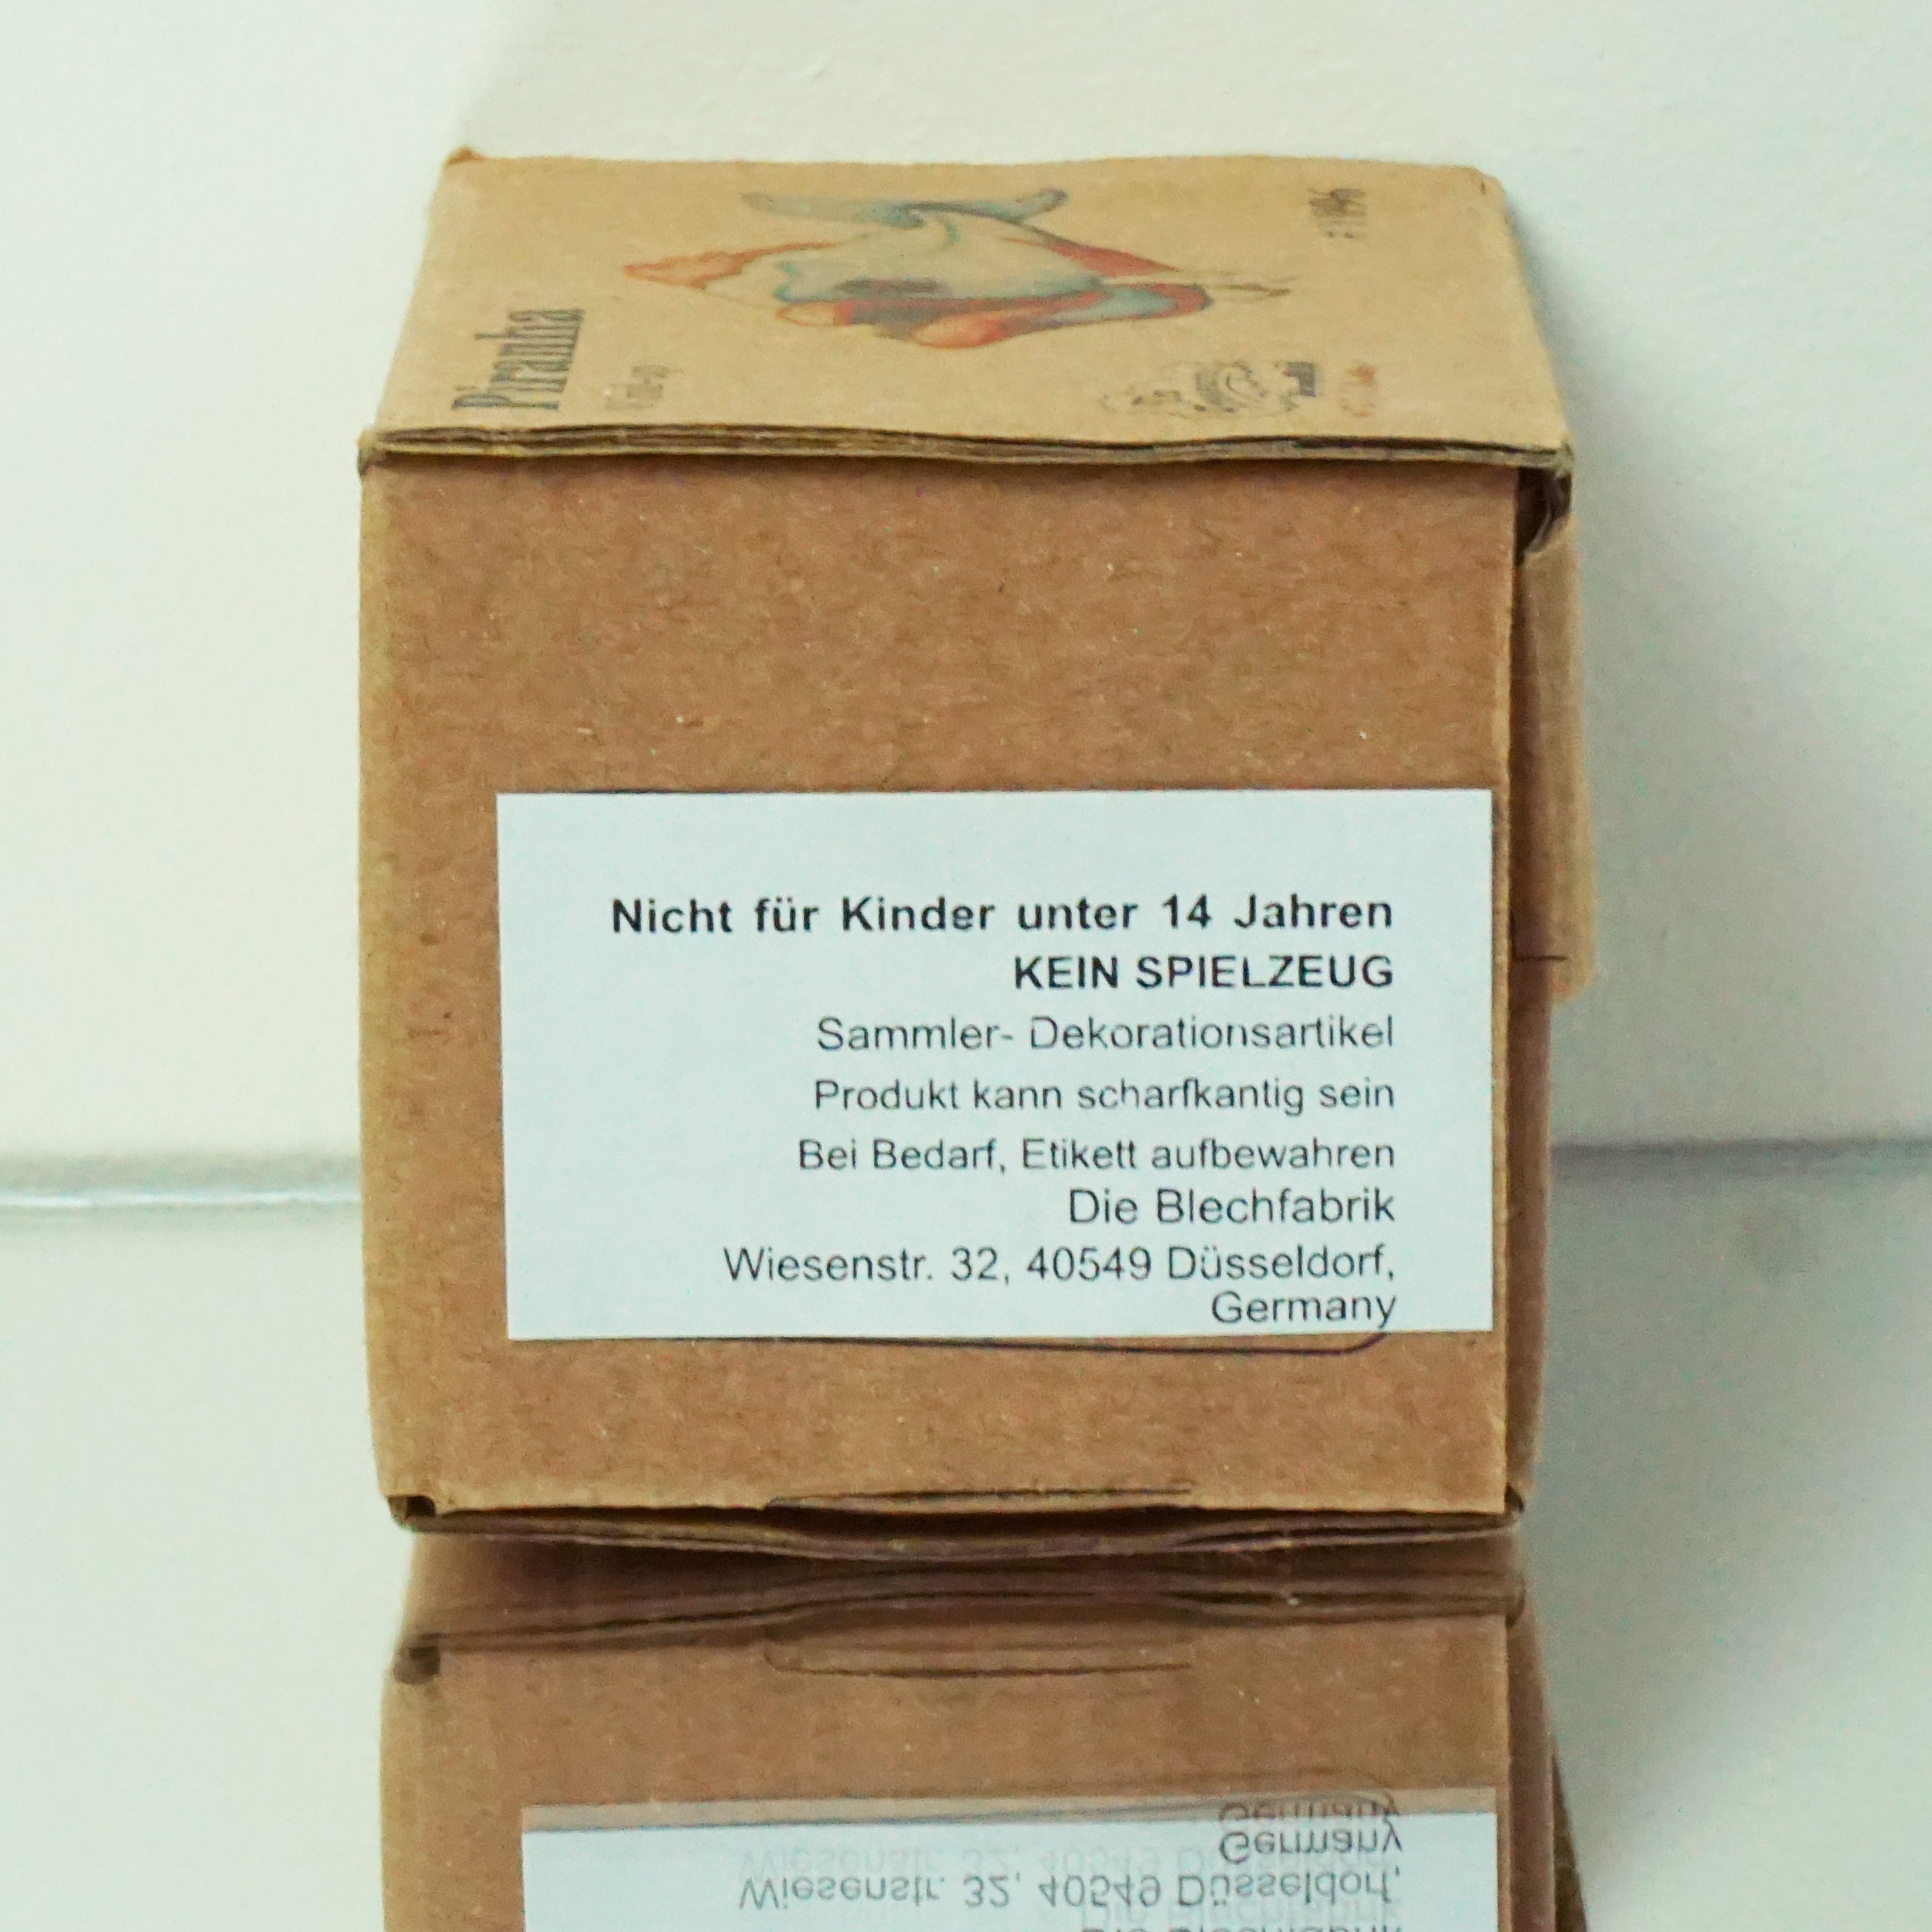 Piranha
Nicht für Kinder unter 14 Jahren
KEIN SPIELZEUG
Sammler- Dekorationsartikel
Produkt kann scharfkantig sein
Bei Bedarf, Etikett aufbewahren
Die Blechfabrik
Wiesenstr. 32, 40549 Düsseldorf,
Germany